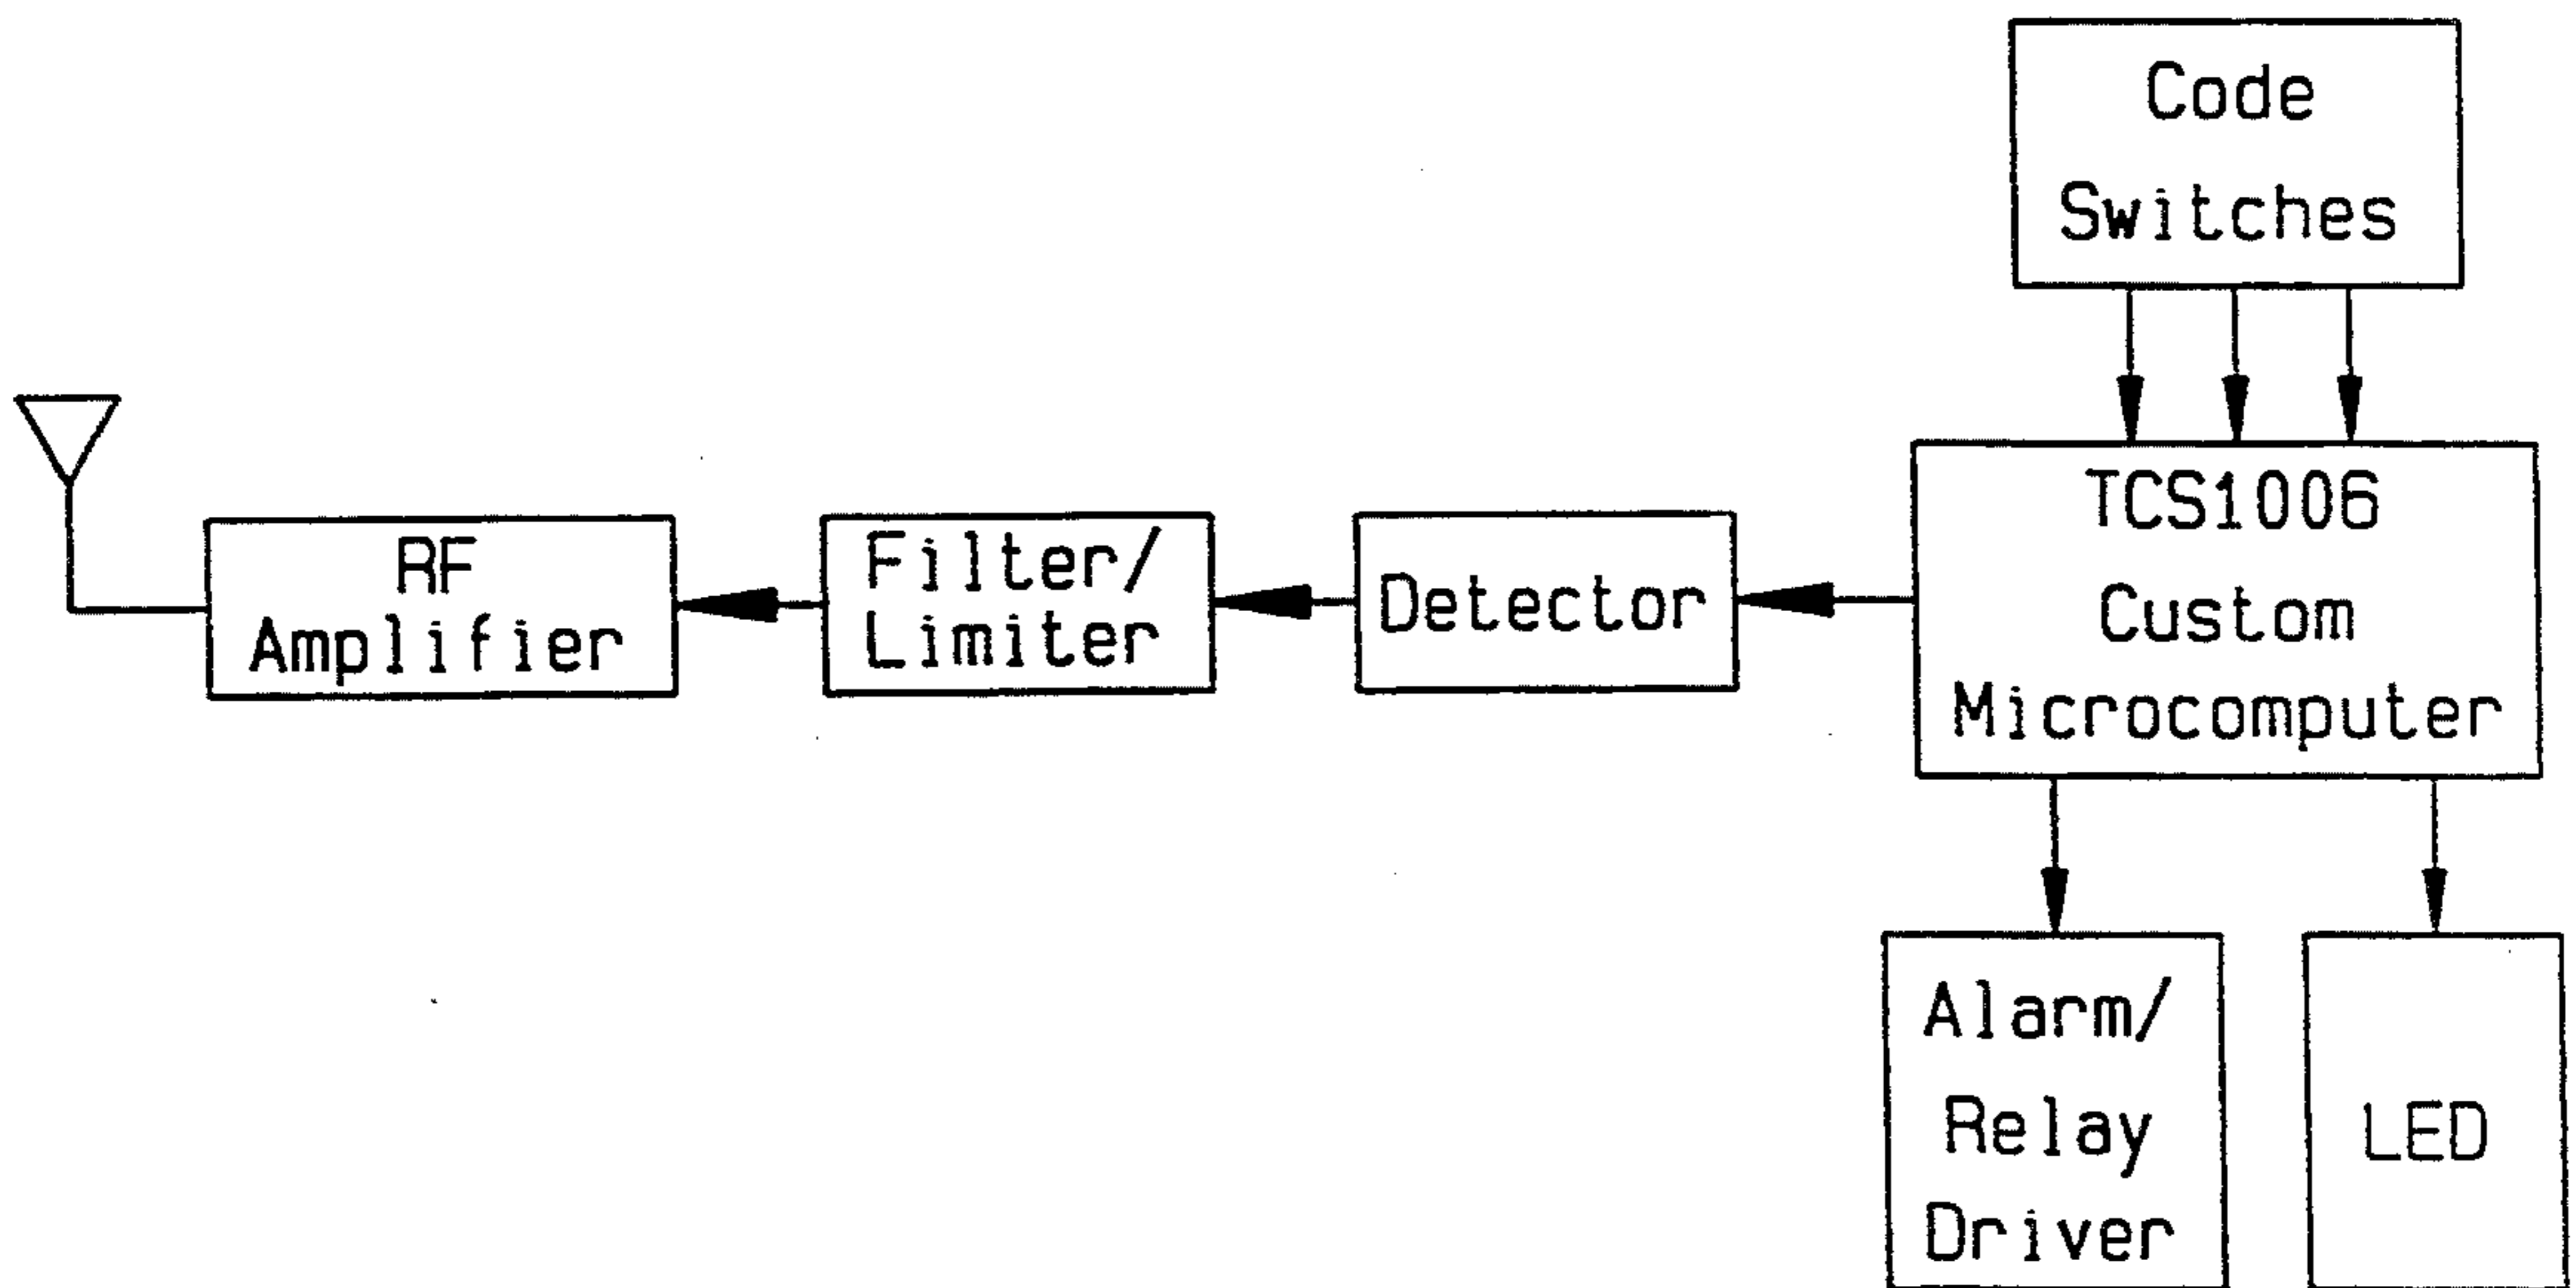 Code
Switches
TCS1006
Custom
Microcomputer
RF
Amplifier
Filter/
Limiter
Detector
Alarm/
Relay
Driver
LED